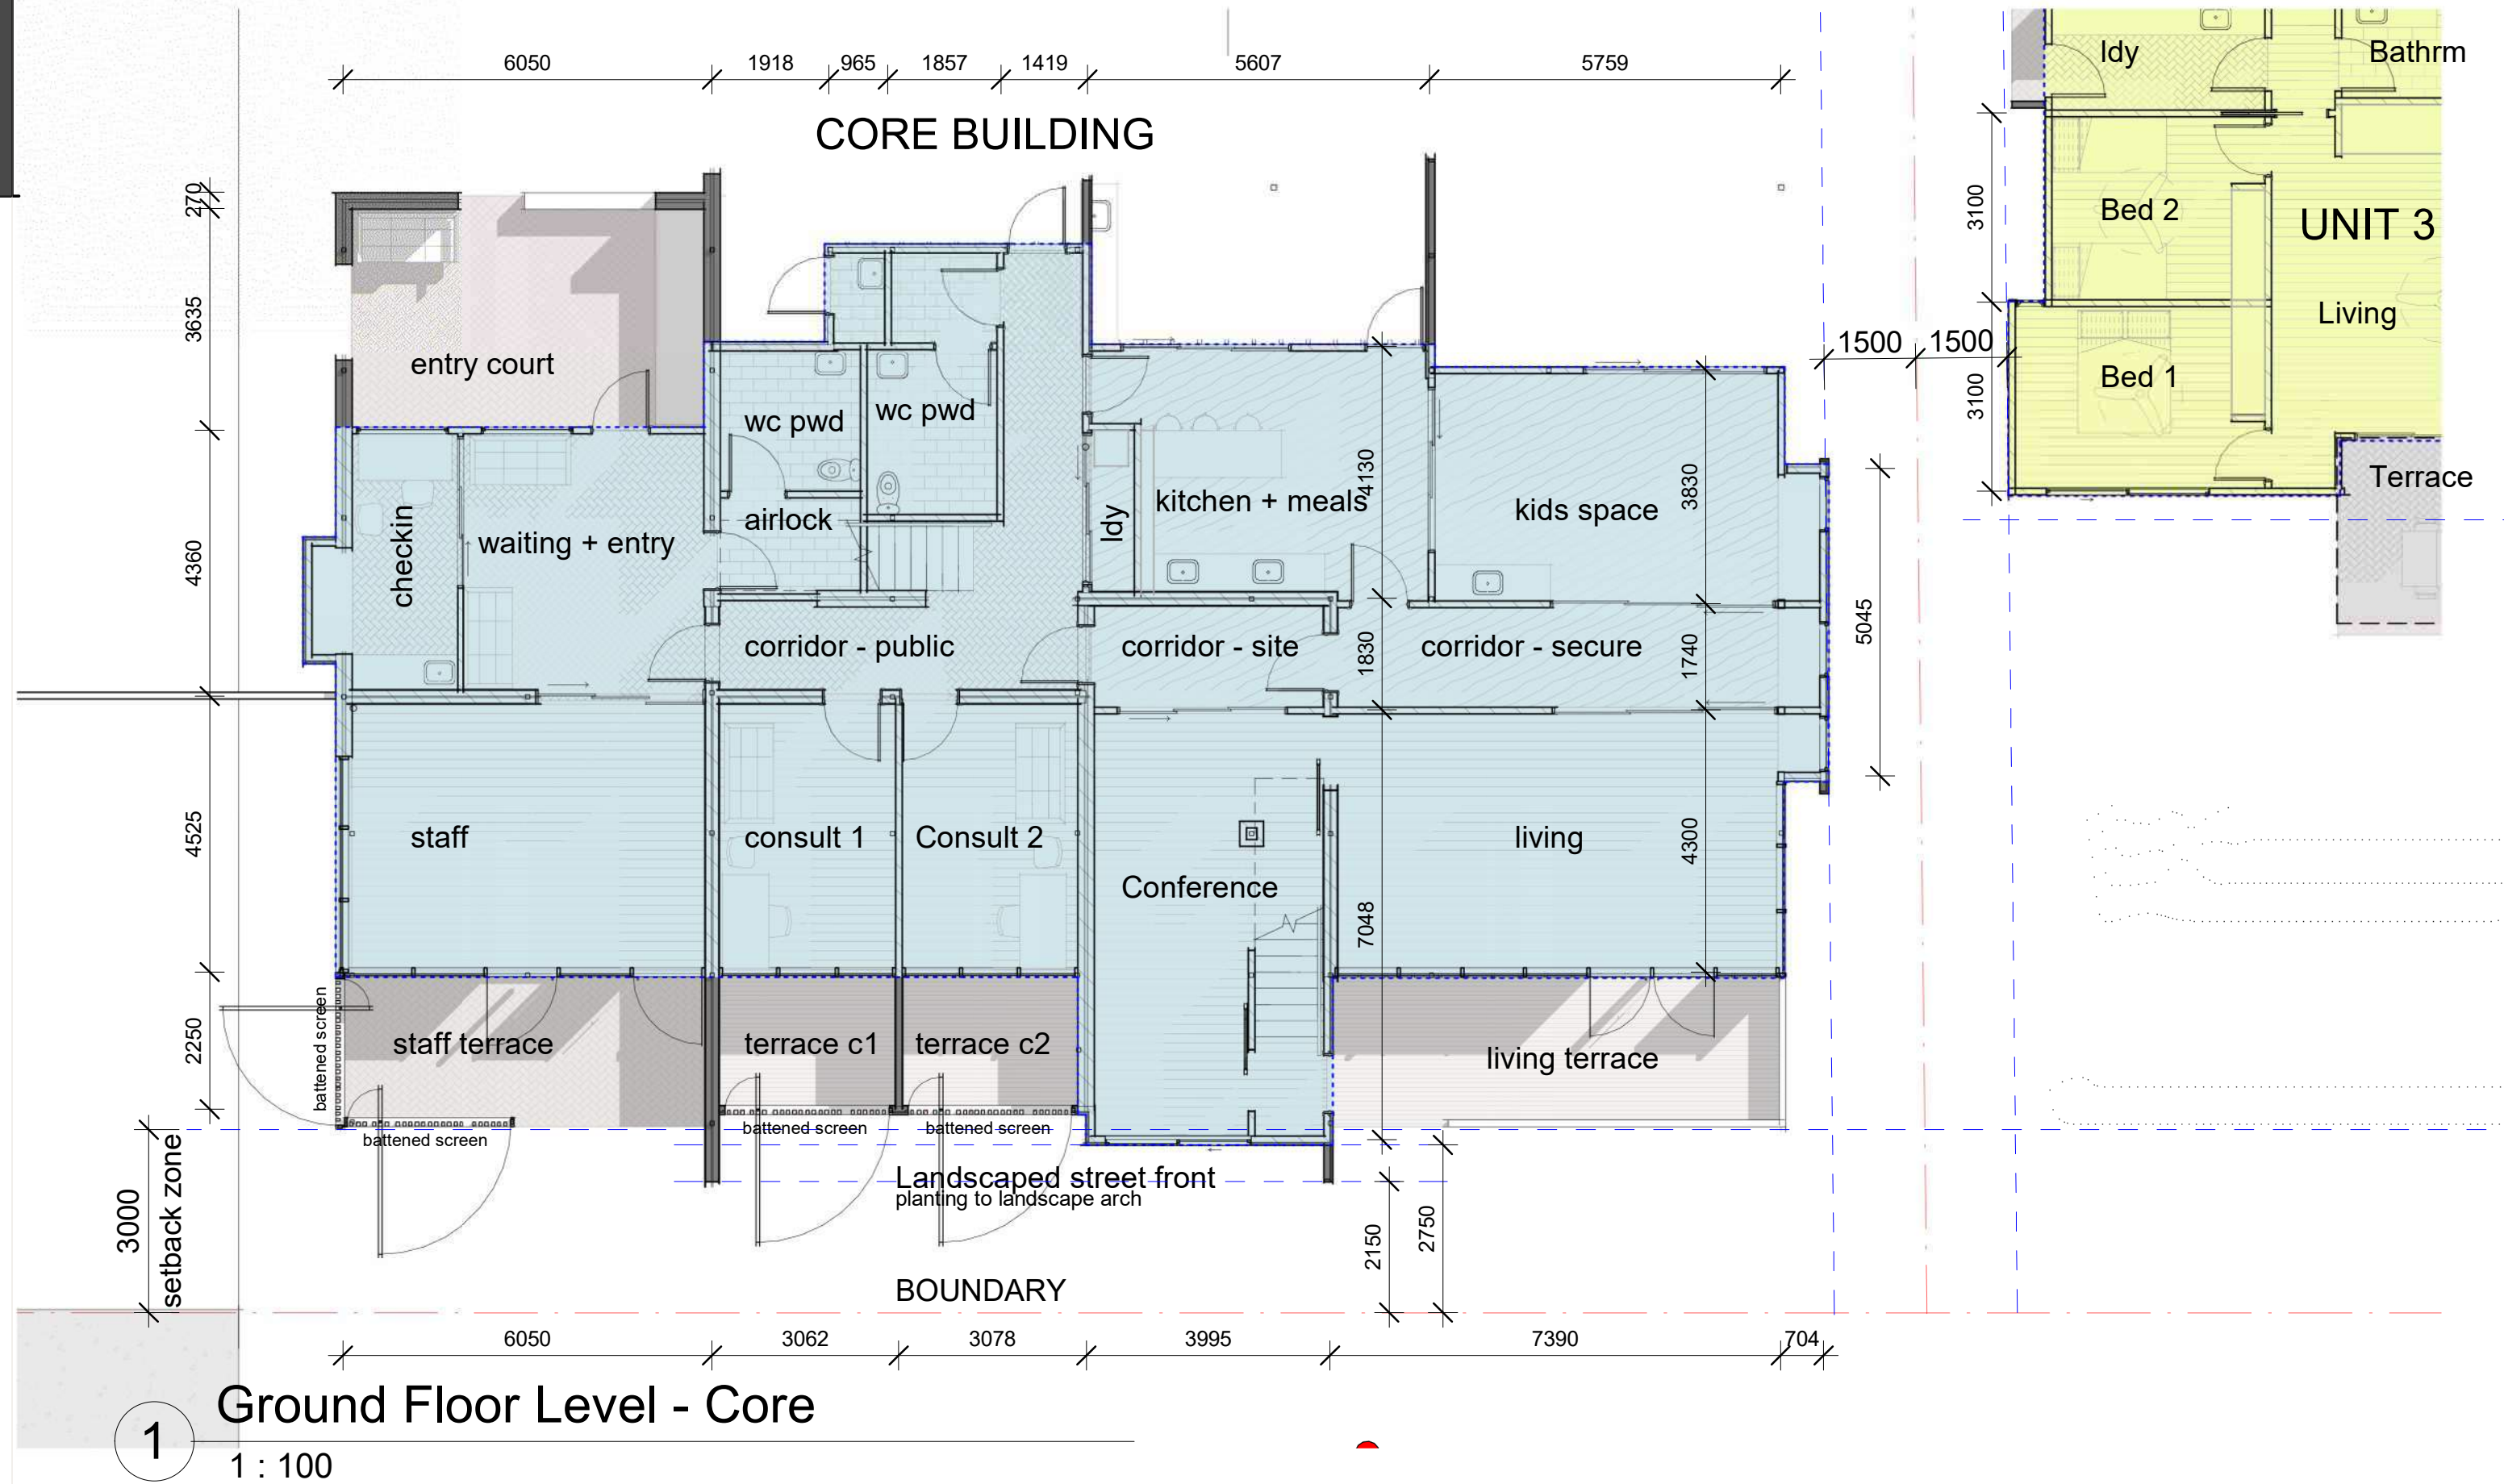 6050
1918
965
1857
1419
5607
5759
CORE BUILDING
ldy
Bathrm
270
3100
Bed 2
UNIT 3
3635
entry court
Living
1500
1500
Bed 1
3100
wc pwd
wc pwd
4130
3830
Terrace
kitchen + meals
kids space
airlock
ldy
waiting + entry
checkin
4360
5045
corridor - public
corridor - site
1830
corridor - secure
1740
staff
consult 1
Consult 2
living
4525
4300
Conference
7048
battened screen
2250
staff terrace
terrace c1
terrace c2
living terrace
battened screen
battened screen
battened screen
3000
setback zone
Landscaped street front
planting to landscape arch
2150
2750
BOUNDARY
6050
3062
3078
3995
7390
704
1
Ground Floor Level - Core
1 : 100